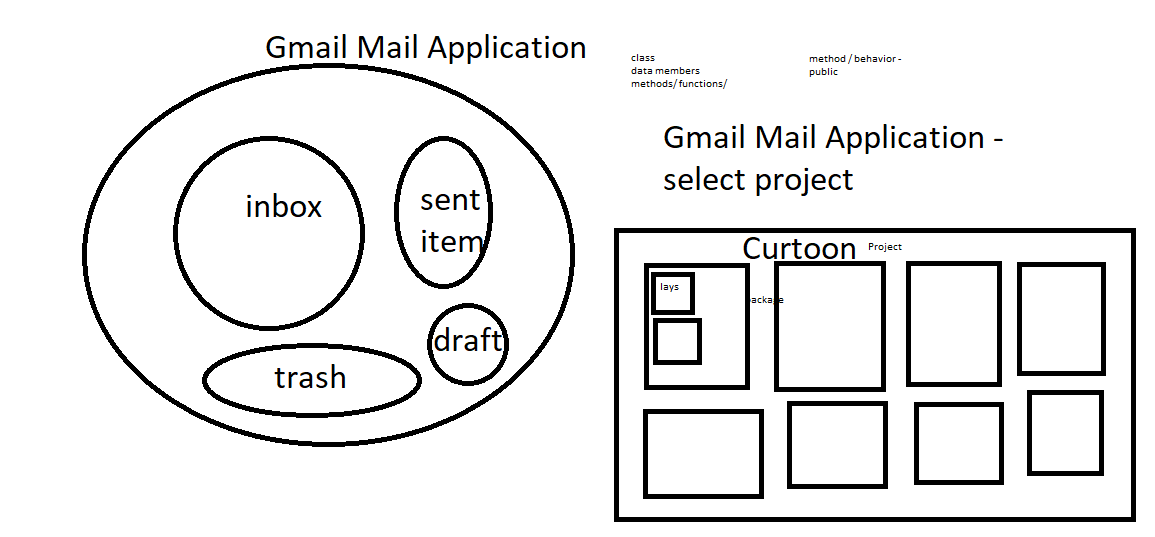 Gmail Mail Application
inbox
sent
item
draft
trash
class
data members
methods/functions/
method / behavior -
public
Gmail Mail Application -
select project
Curtoon
Project
lays
package